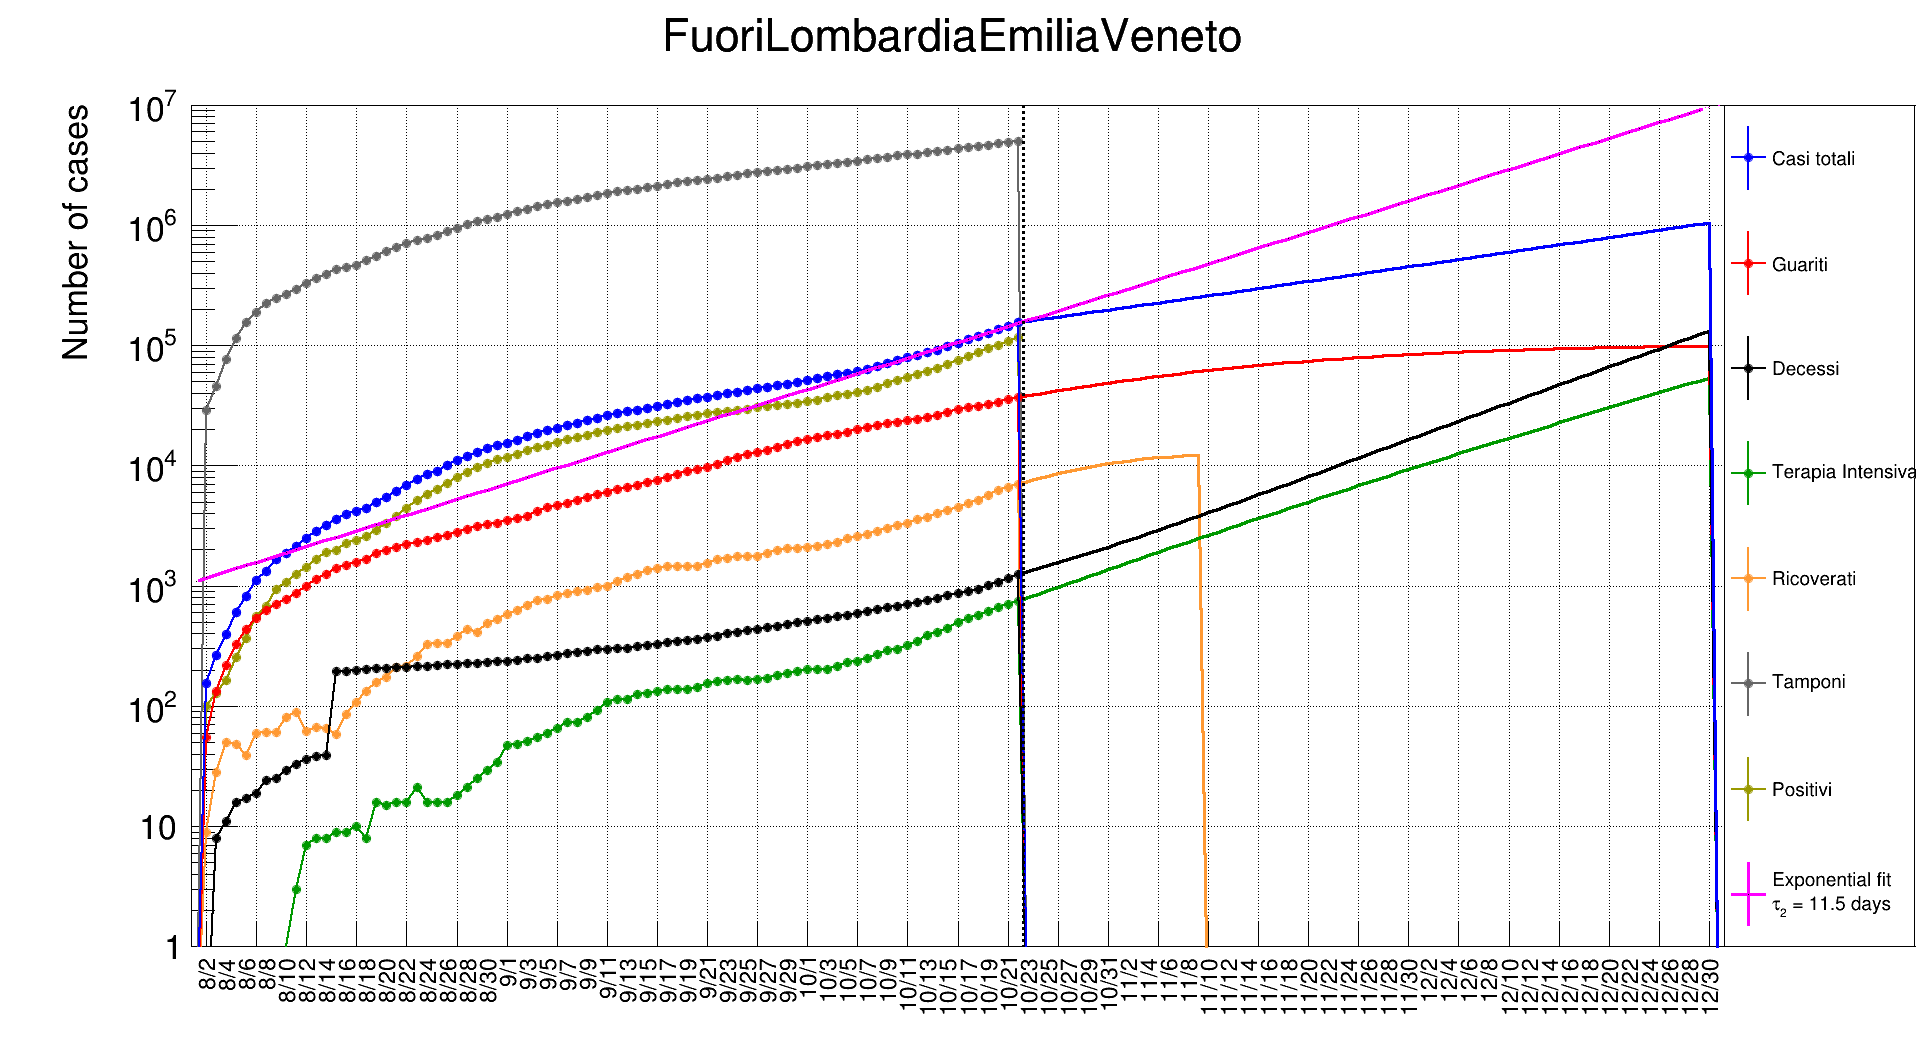 FuoriLombardiaEmiliaVeneto
Number of cases
10^7
10^6
10^5
10^4
10^3
10^2
10
1
8/2 8/4 8/6 8/8 8/10 8/12 8/14 8/16 8/18 8/20 8/22 8/24 8/26 8/28 8/30 9/1 9/3 9/5 9/7 9/9 9/11 9/13 9/15 9/17 9/19 9/21 9/23 9/25 9/27 9/29 10/1 10/3 10/5 10/7 10/9 10/11 10/13 10/15 10/17 10/19 10/21 10/23 10/25 10/27 10/29 10/31 11/2 11/4 11/6 11/8 11/10 11/12 11/14 11/16 11/18 11/20 11/22 11/24 11/26 11/28 11/30 12/2 12/4 12/6 12/8 12/10 12/12 12/14 12/16 12/18 12/20 12/22 12/24 12/26 12/28 12/30
Casi totali
Guariti
Decessi
Terapia Intensiva
Ricoverati
Tamponi
Positivi
Exponential fit
τ₂ = 11.5 days